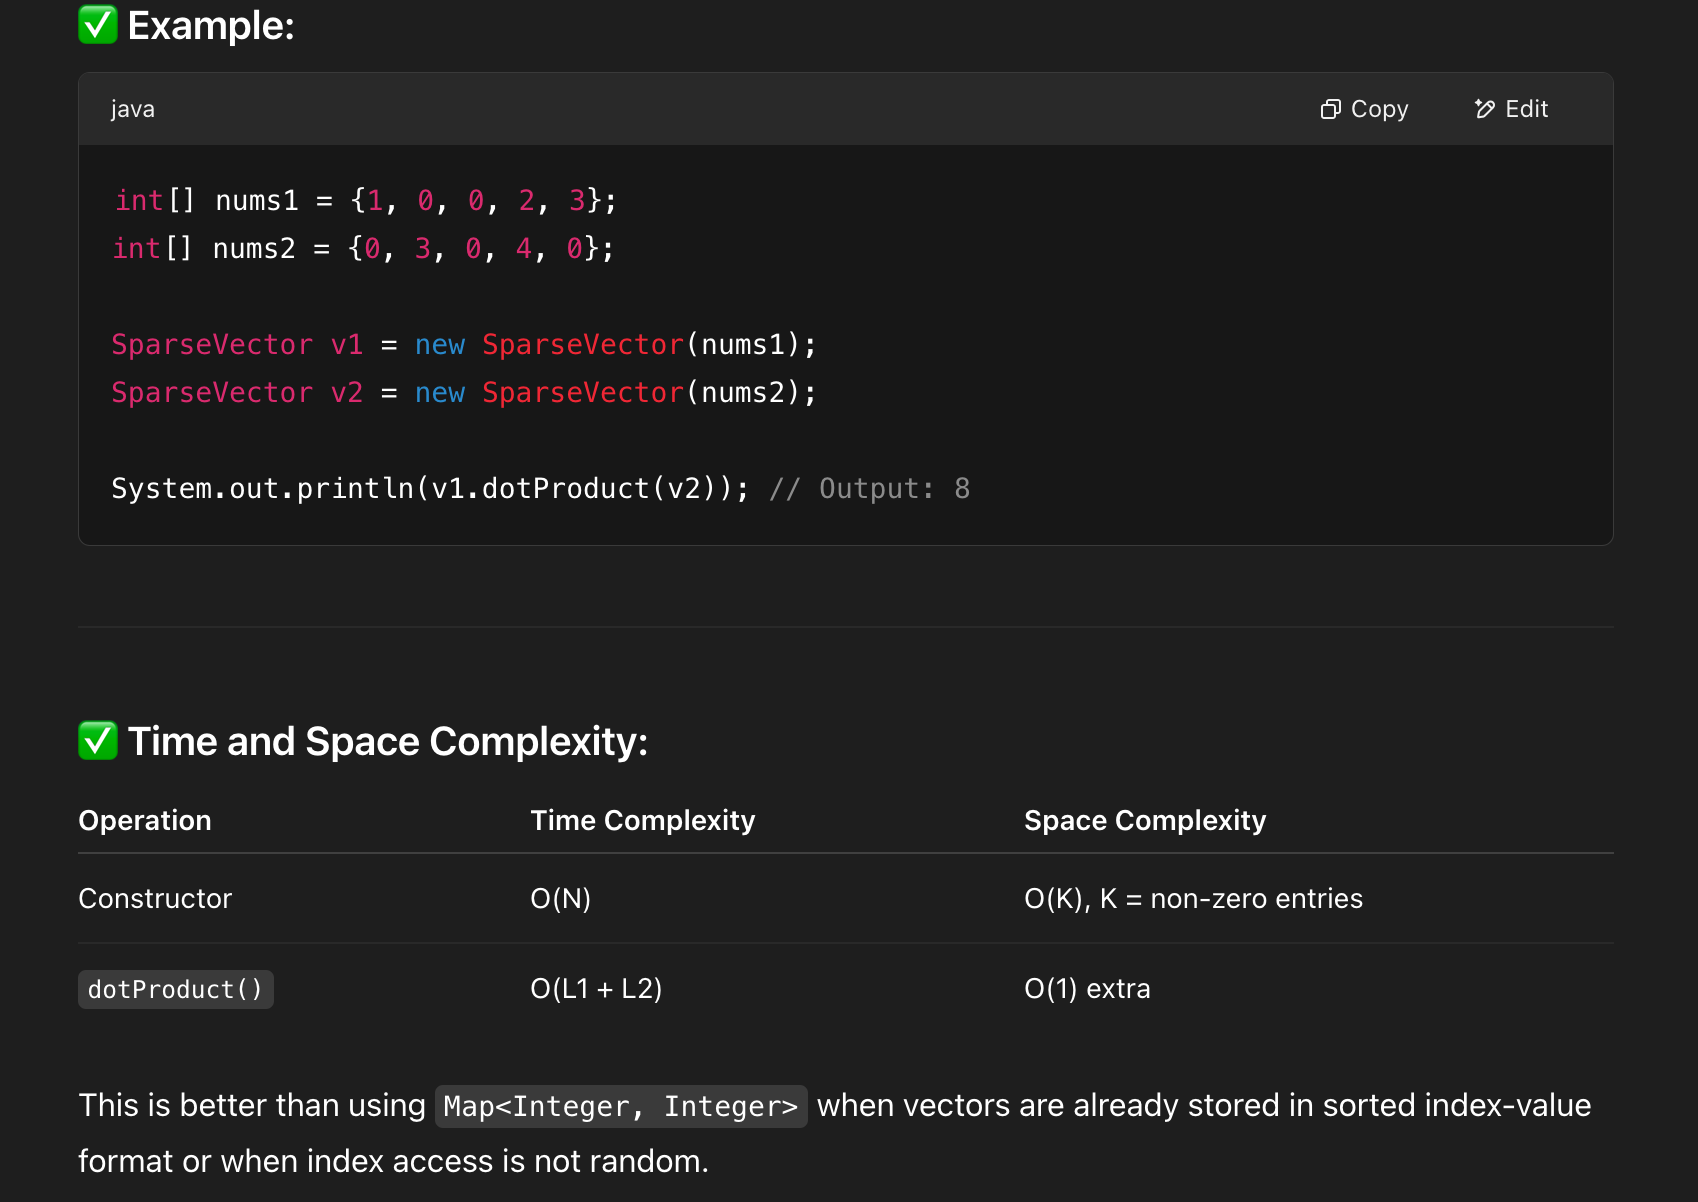 ✅ Example:
java
Copy
Edit
int[] nums1 = {1, 0, 0, 2, 3};
int[] nums2 = {0, 3, 0, 4, 0};
SparseVector v1 = new SparseVector(nums1);
SparseVector v2 = new SparseVector(nums2);
System.out.println(v1.dotProduct(v2)); // Output: 8
✅ Time and Space Complexity:
Operation Time Complexity Space Complexity
Constructor O(N) O(K), K = non-zero entries
dotProduct() O(L1 + L2) O(1) extra
This is better than using Map<Integer, Integer> when vectors are already stored in sorted index-value
format or when index access is not random.